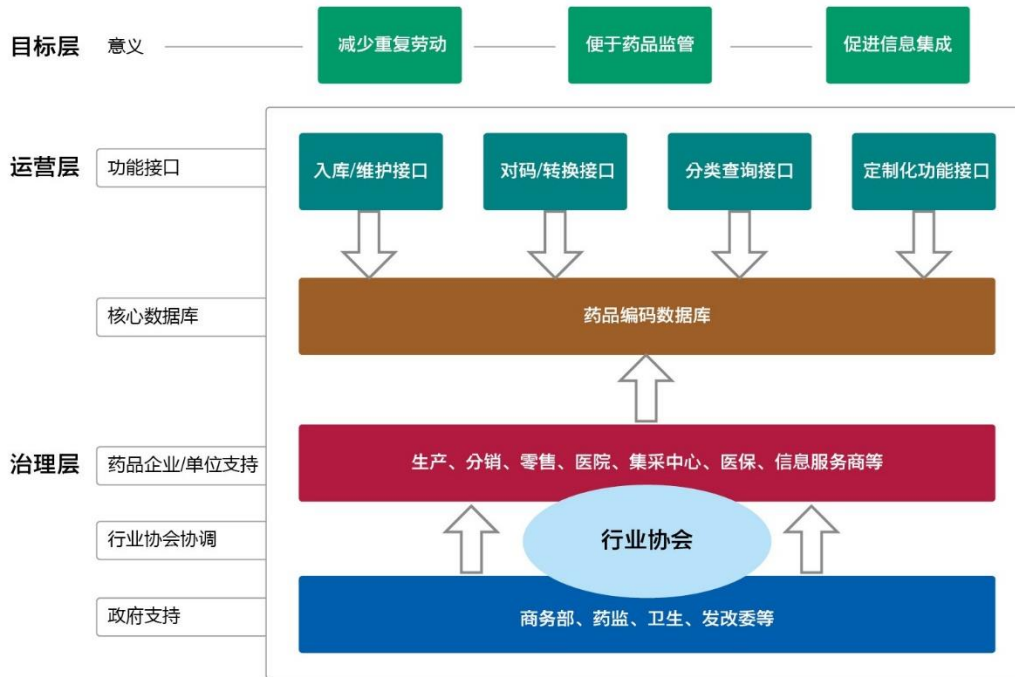 目标层
意义
减少重复劳动
便于药品监管
促进信息集成
运营层
功能接口
入库/维护接口
对码/转换接口
分类查询接口
定制化功能接口
核心数据库
药品编码数据库
治理层
药品企业/单位支持
生产、分销、零售、医院、集采中心、医保、信息服务商等
行业协会协调
行业协会
政府支持
商务部、药监、卫生、发改委等